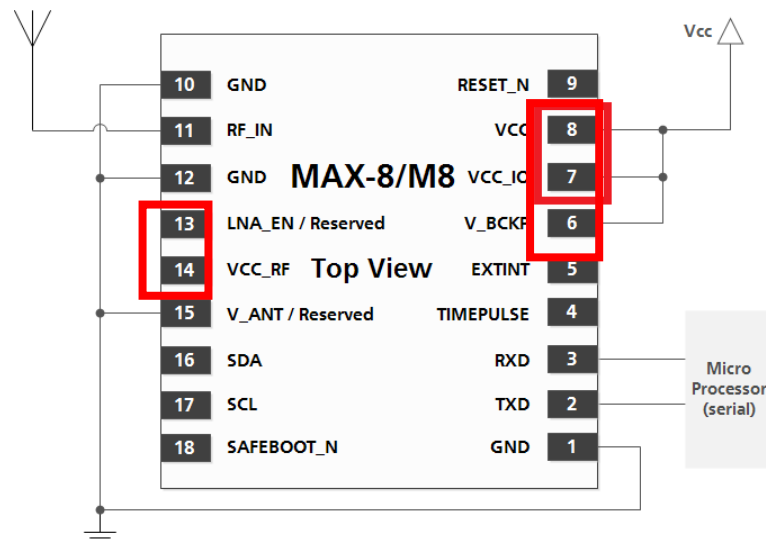 Vcc
10 GND RESET_N 9
11 RF_IN VCC 8
12 GND MAX-8/M8 VCC_IO 7
13 LNA_EN / Reserved V_BCKP 6
14 VCC_RF Top View EXTINT 5
15 V_ANT / Reserved TIMEPULSE 4
16 SDA RXD 3
17 SCL TXD 2
18 SAFEBOOT_N GND 1
Micro
Processor
(serial)